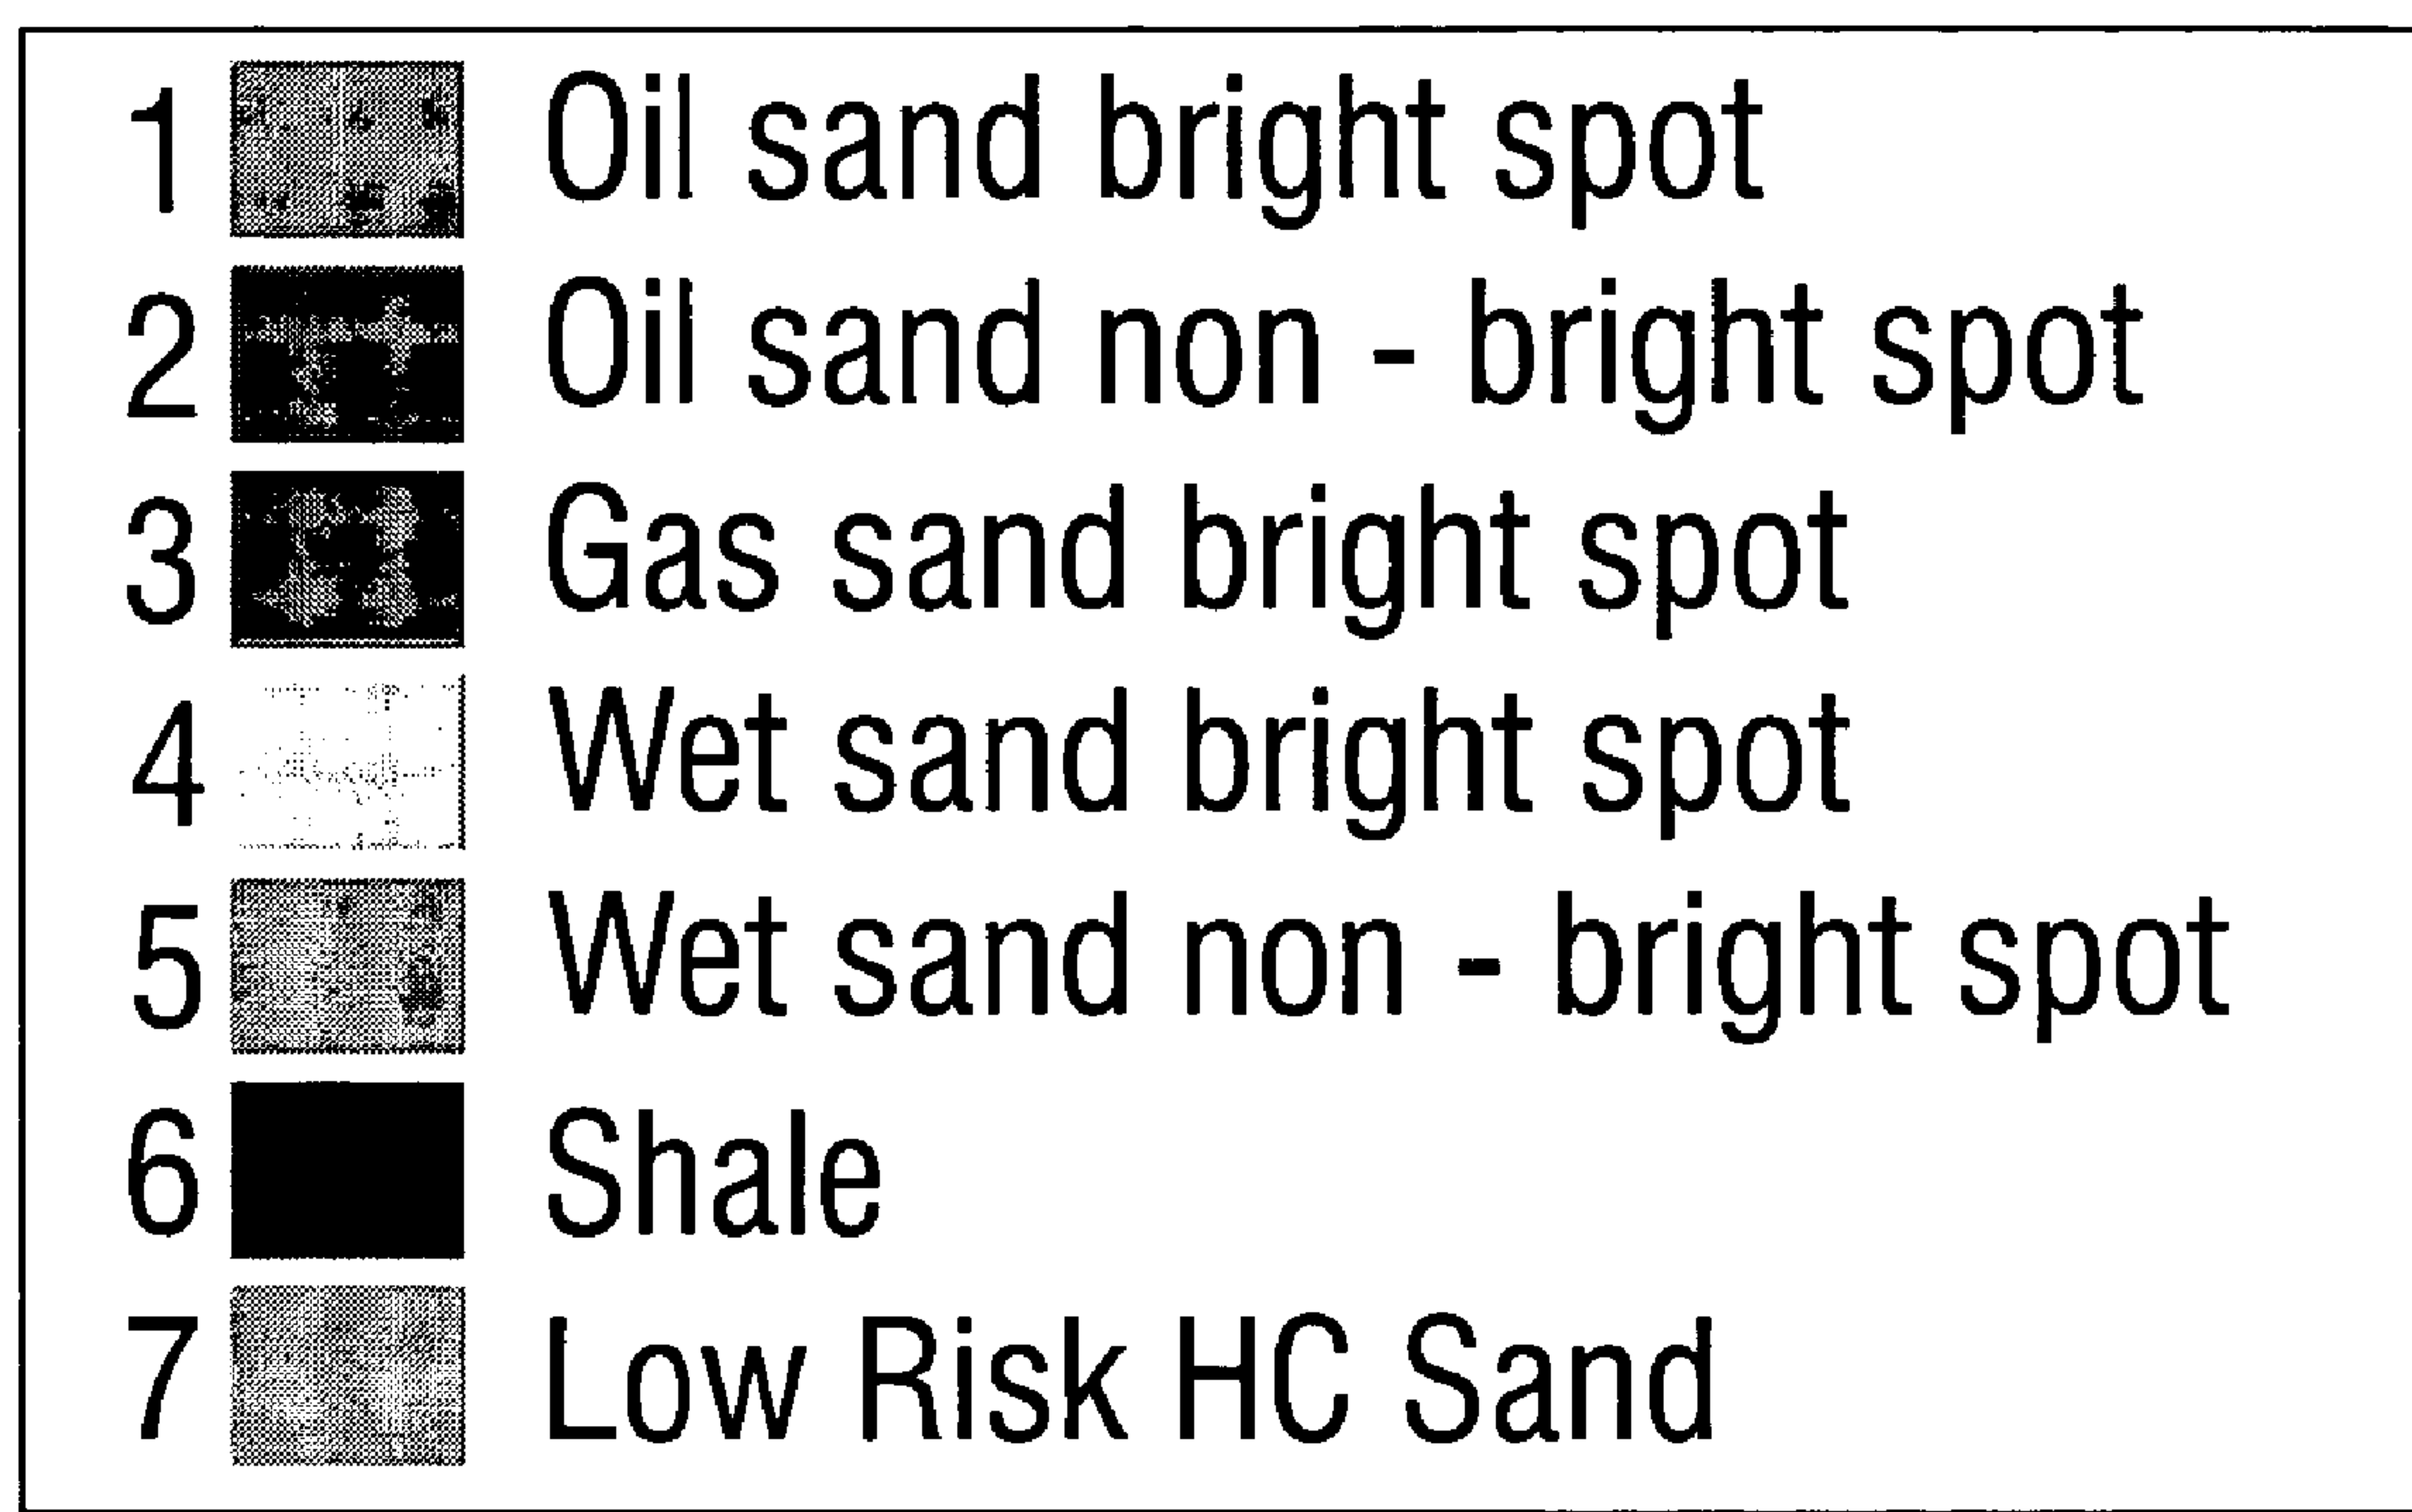 1 Oil sand bright spot
2 Oil sand non - bright spot
3 Gas sand bright spot
4 Wet sand bright spot
5 Wet sand non - bright spot
6 Shale
7 Low Risk HC Sand